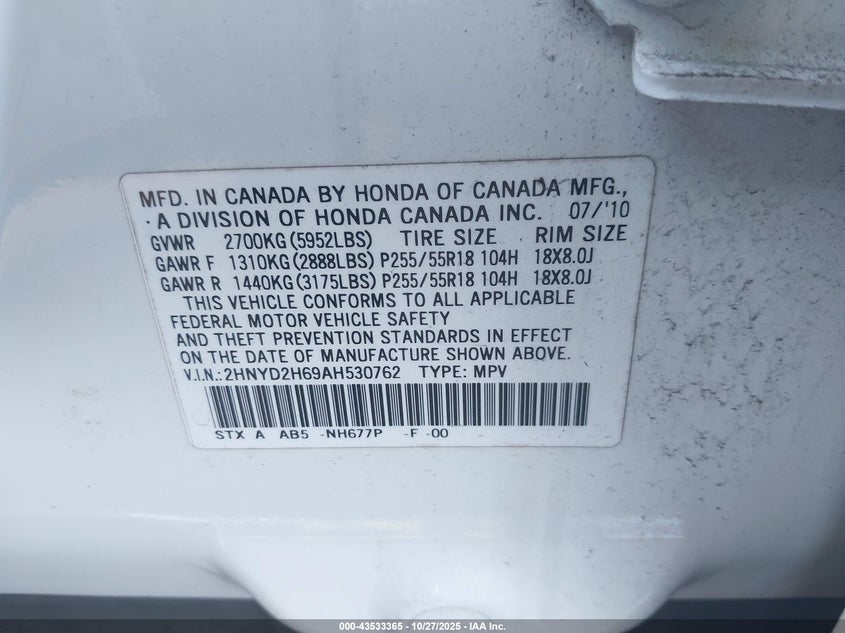 MFD. IN CANADA BY HONDA OF CANADA MFG.,
A DIVISION OF HONDA CANADA INC. 07/'10
GVWR 2700KG(5952LBS) TIRE SIZE RIM SIZE
GAWR F 1310KG(2888LBS) P255/55R18 104H 18X8.0J
GAWR R 1440KG(3175LBS) P255/55R18 104H 18X8.0J
THIS VEHICLE CONFORMS TO ALL APPLICABLE
FEDERAL MOTOR VEHICLE SAFETY
AND THEFT PREVENTION STANDARDS IN EFFECT
ON THE DATE OF MANUFACTURE SHOWN ABOVE.
V.I.N.:2HNYD2H69AH530762 TYPE: MPV
STX A AB5 -NH677P -F -00
000-43533365 - 10/27/2025 - IAA Inc.